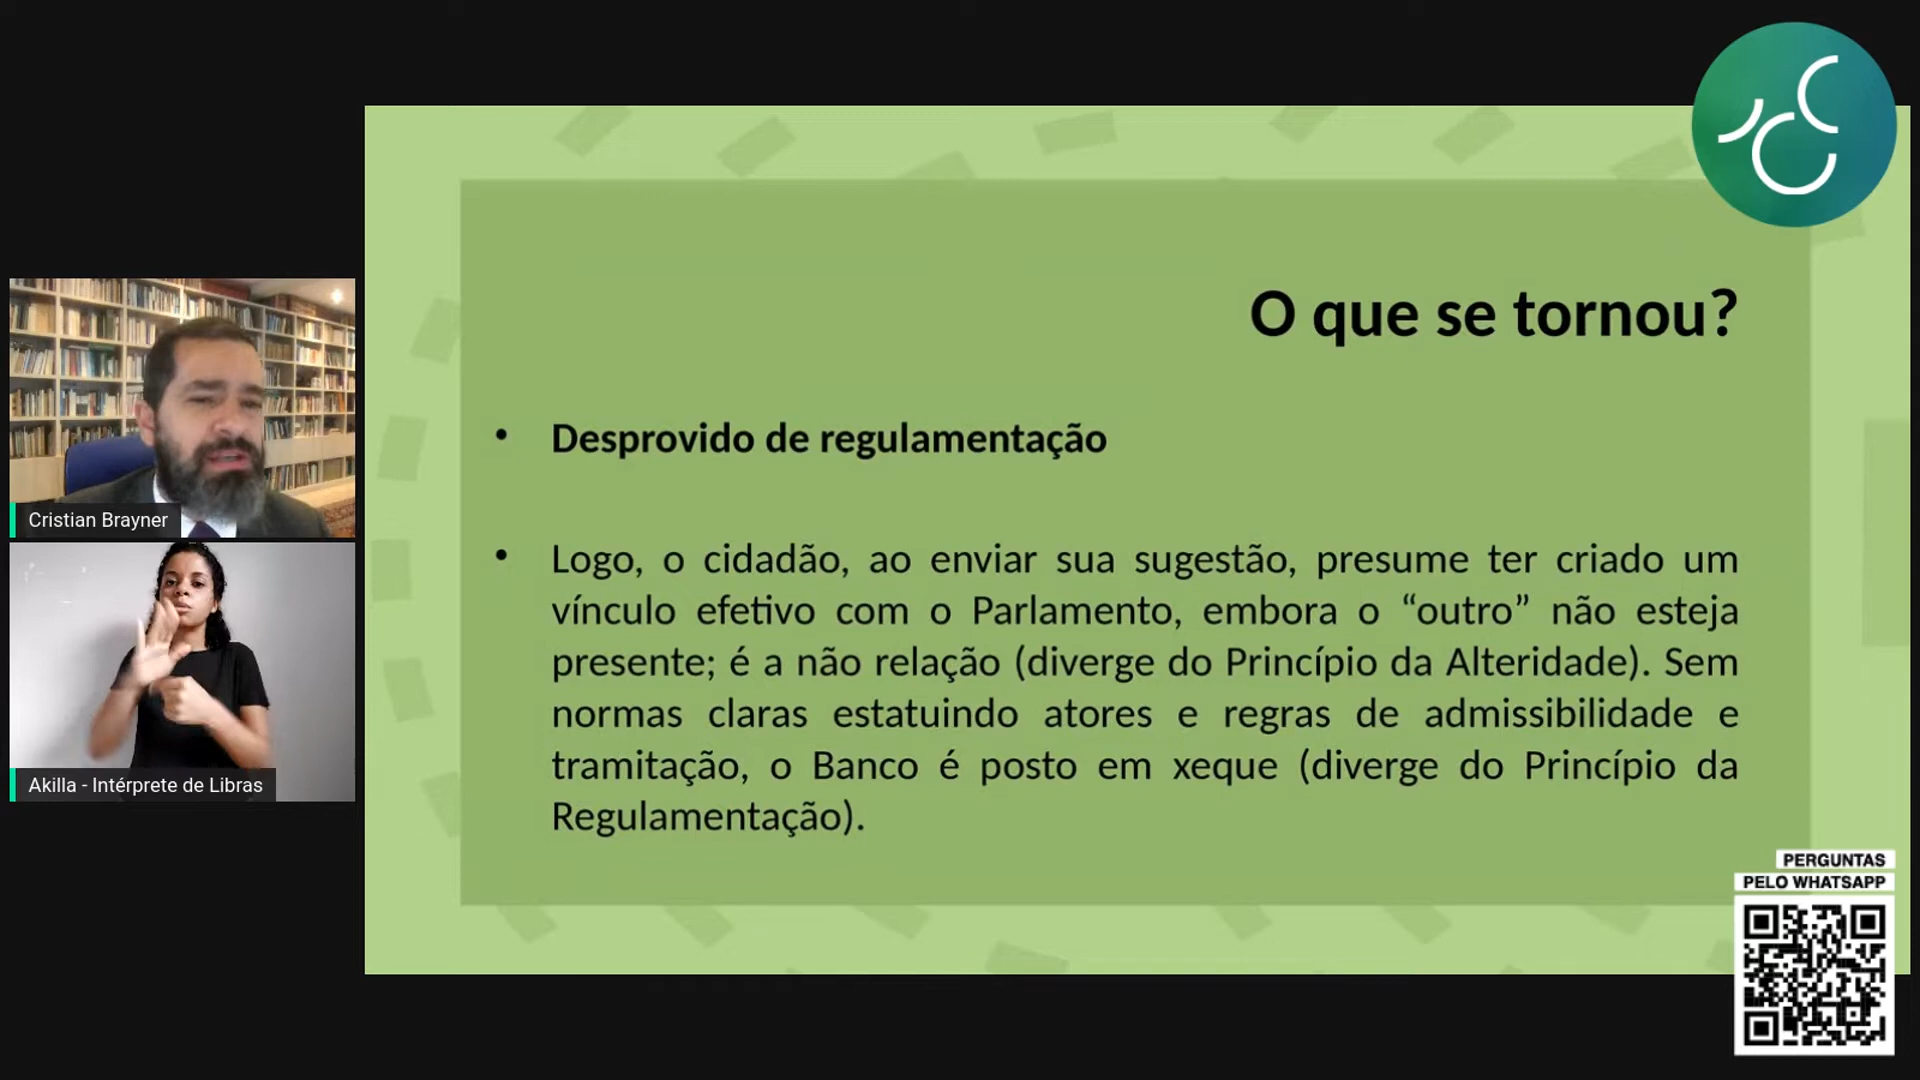 O que se tornou?
• Desprovido de regulamentação
• Logo, o cidadão, ao enviar sua sugestão, presume ter criado um
vínculo efetivo com o Parlamento, embora o “outro” não esteja
presente; é a não relação (diverge do Princípio da Alteridade). Sem
normas claras estatuindo atores e regras de admissibilidade e
tramitação, o Banco é posto em xeque (diverge do Princípio da
Regulamentação).
Cristian Brayner
Akilla - Intérprete de Libras
PERGUNTAS
PELO WHATSAPP